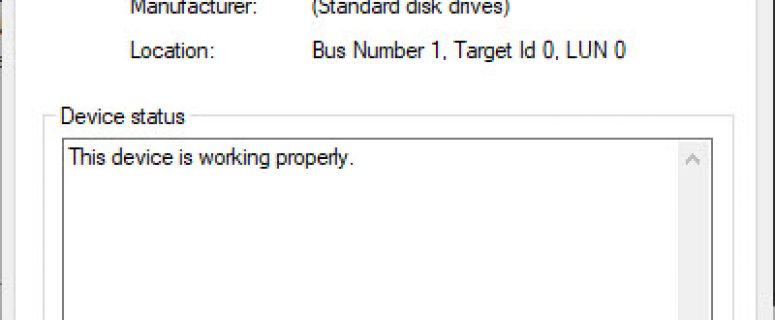 Manufacturer: (Standard disk drives)
Location: Bus Number 1, Target Id 0, LUN 0
Device status
This device is working properly.